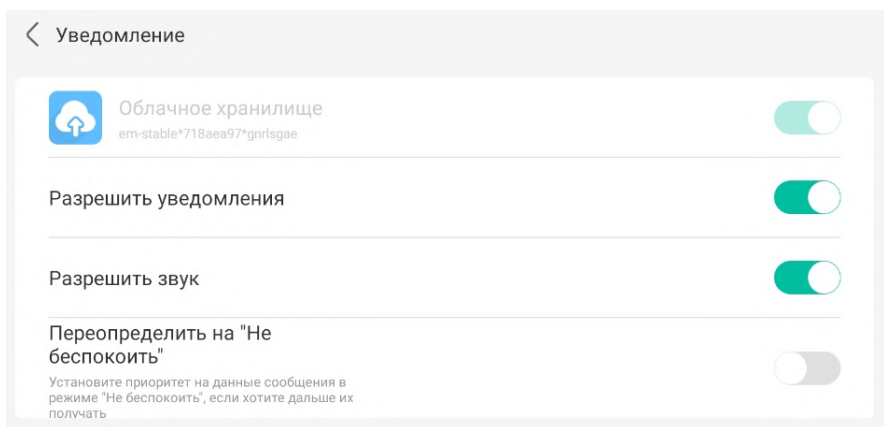 Уведомление
Облачное хранилище
em-stable*718aea97*gnrlsgae
Разрешить уведомления
Разрешить звук
Переопределить на "Не
беспокоить"
Установите приоритет на данные сообщения в
режиме "Не беспокоить", если хотите дальше их
получать